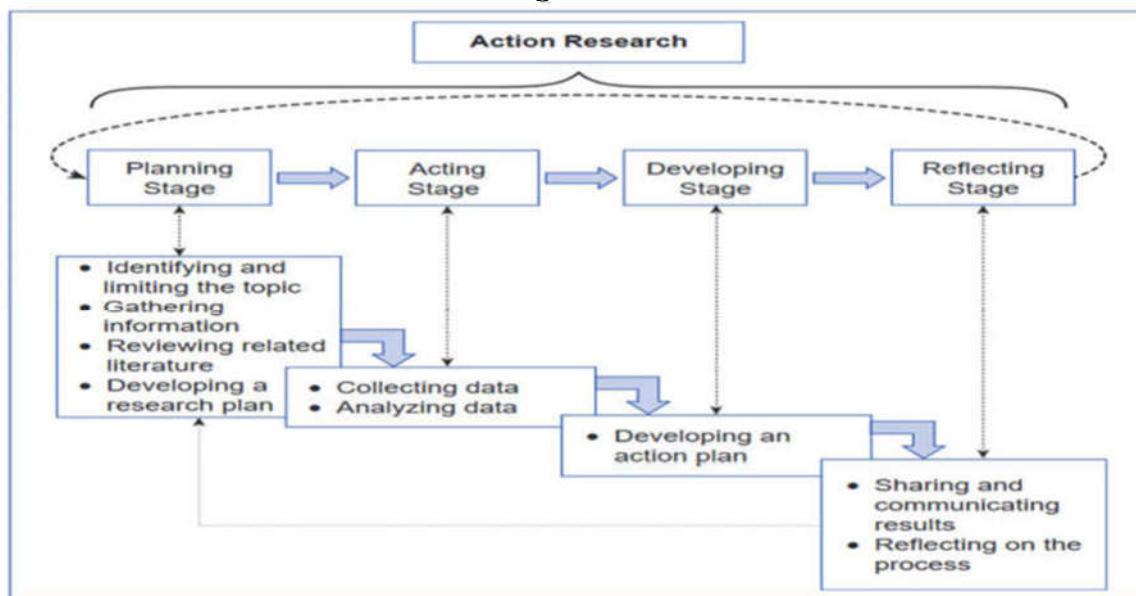 Action Research
Planning
Stage
Acting
Stage
Developing
Stage
Reflecting
Stage
• Identifying and
limiting the topic
• Gathering
information
• Reviewing related
literature
• Developing a
research plan
• Collecting data
• Analyzing data
• Developing an
action plan
• Sharing and
communicating
results
• Reflecting on the
process